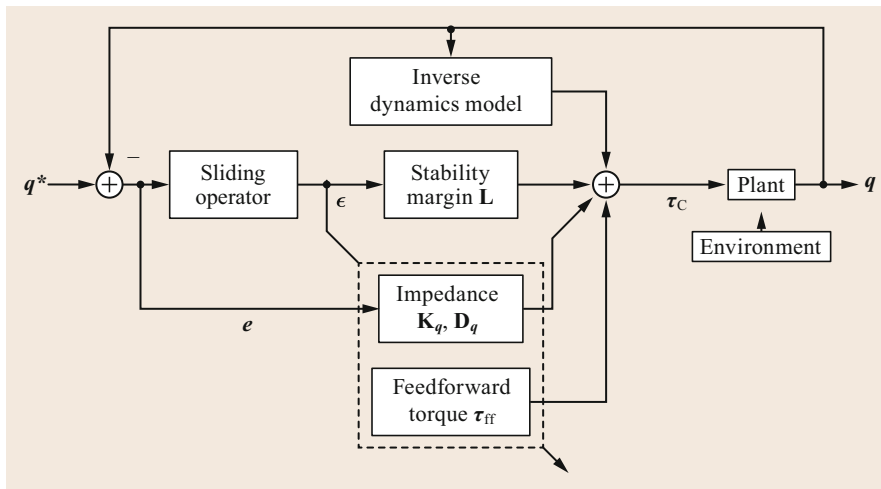 Inverse
dynamics model
−
q*
+
Sliding
operator
ϵ
Stability
margin L
+
τC
Plant
q
Environment
Impedance
Kq, Dq
e
Feedforward
torque τff